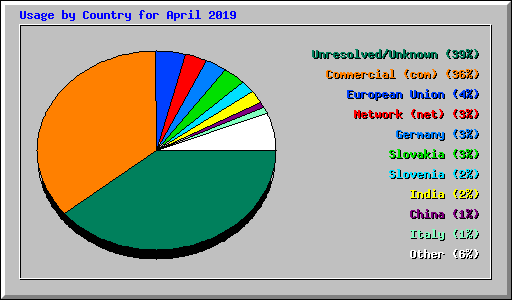 Usage by Country for April 2019
Unresolved/Unknown (39%)
Commercial (com) (36%)
European Union (4%)
Network (net) (3%)
Germany (3%)
Slovakia (3%)
Slovenia (2%)
India (2%)
China (1%)
Italy (1%)
Other (6%)